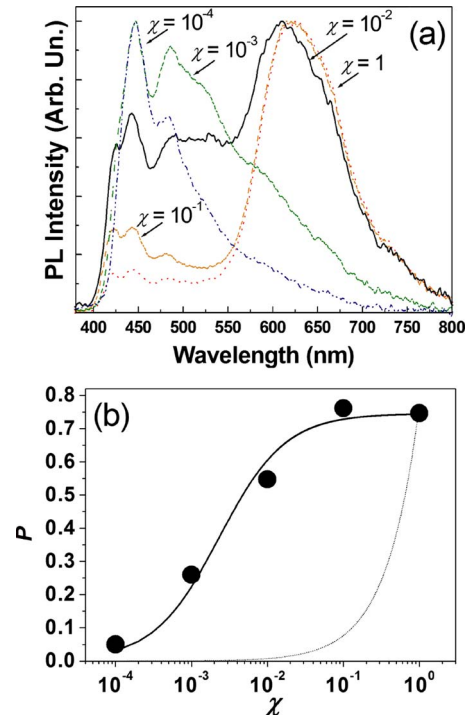 (a)
χ = 10⁻⁴
χ = 10⁻³
χ = 10⁻²
χ = 1
χ = 10⁻¹
PL Intensity (Arb. Un.)
400 450 500 550 600 650 700 750 800
Wavelength (nm)
(b)
0.8
0.7
0.6
0.5
0.4
0.3
0.2
0.1
0.0
P
10⁻⁴ 10⁻³ 10⁻² 10⁻¹ 10⁰
χ